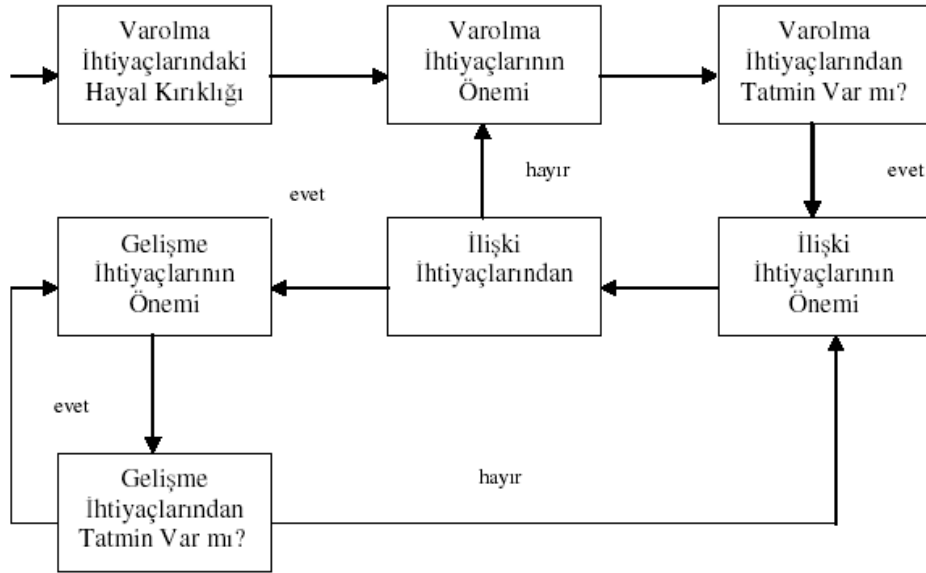 Varolma
İhtiyaçlarındaki
Hayal Kırıklığı
Varolma
İhtiyaçlarının
Önemi
Varolma
İhtiyaçlarından
Tatmin Var mı?
hayır
evet
evet
Gelişme
İhtiyaçlarının
Önemi
İlişki
İhtiyaçlarından
İlişki
İhtiyaçlarının
Önemi
evet
Gelişme
İhtiyaçlarından
Tatmin Var mı?
hayır